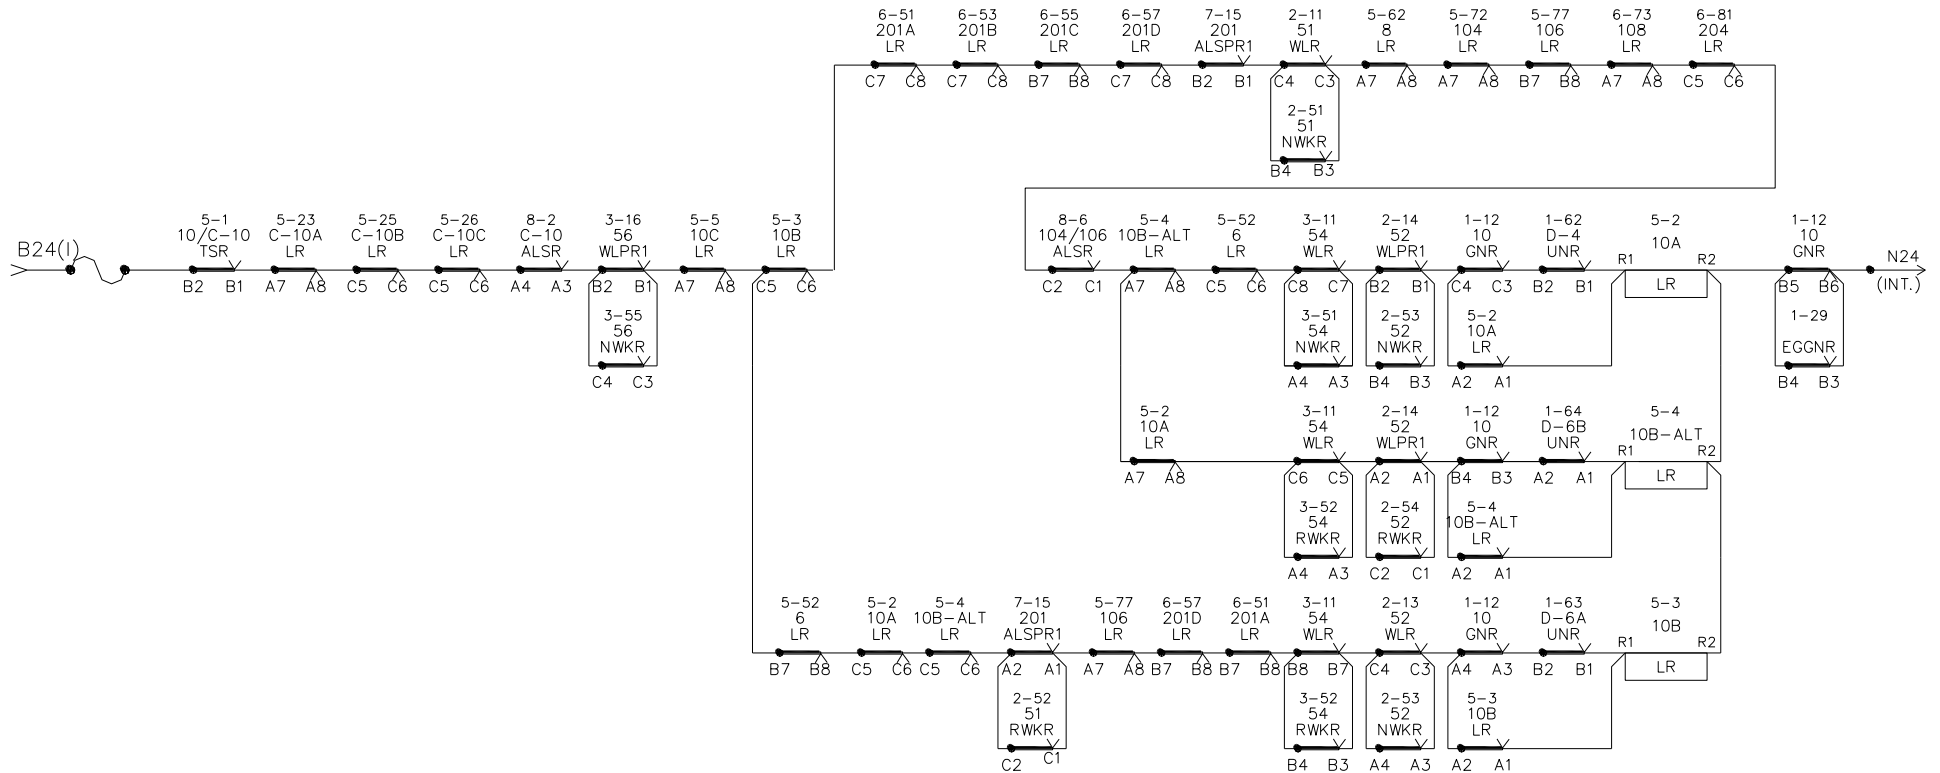 6-51 6-53 6-55 6-57 7-15 2-11 5-62 5-72 5-77 6-73 6-81
201A 201B 201C 201D 201 51 8 104 106 108 204
LR LR LR LR ALSPR1 WLR LR LR LR LR LR
C7 C8 C7 C8 B7 B8 C7 C8 B2 B1 C4 C3 A7 A8 A7 A8 B7 B8 A7 A8 C5 C6
2-51
51
NWKR
B4 B3
5-1 5-23 5-25 5-26 8-2 3-16 5-5 5-3 8-6 5-4 5-52 3-11 2-14 1-12 1-62 5-2 1-12
10/C-10 C-10A C-10B C-10C C-10 56 10C 10B 104/106 10B-ALT 6 54 52 10 D-4 10A 10
B24(I) TSR LR LR LR ALSR WLPR1 LR LR ALSR LR LR WLR WLPR1 GNR UNR R1 R2 GNR N24
B2 B1 A7 A8 C5 C6 C5 C6 A4 A3 B2 B1 A7 A8 C5 C6 C2 C1 A7 A8 C5 C6 C8 C7 B2 B1 C4 C3 B2 B1 LR B5 B6 (INT.)
3-55 3-51 2-53 5-2 1-29
56 54 52 10A
NWKR NWKR NWKR LR EGGNR
C4 C3 A4 A3 B4 B3 A2 A1 B4 B3
5-2 3-11 2-14 1-12 1-64 5-4
10A 54 52 10 D-6B 10B-ALT
LR WLR WLPR1 GNR UNR R1 R2
A7 A8 C6 C5 A2 A1 B4 B3 A2 A1 LR
3-52 2-54 5-4
54 52 10B-ALT
RWKR RWKR LR
A4 A3 C2 C1 A2 A1
5-52 5-2 5-4 7-15 5-77 6-57 6-51 3-11 2-13 1-12 1-63 5-3
6 10A 10B-ALT 201 106 201D 201A 54 52 10 D-6A 10B
LR LR LR ALSPR1 LR LR LR WLR WLR GNR UNR R1 R2
B7 B8 C5 C6 C5 C6 A2 A1 A7 A8 B7 B8 B7 B8 B8 B7 C4 C3 A4 A3 B2 B1 LR
2-52 3-52 2-53 5-3
51 54 52 10B
RWKR RWKR NWKR LR
C2 C1 B4 B3 A4 A3 A2 A1